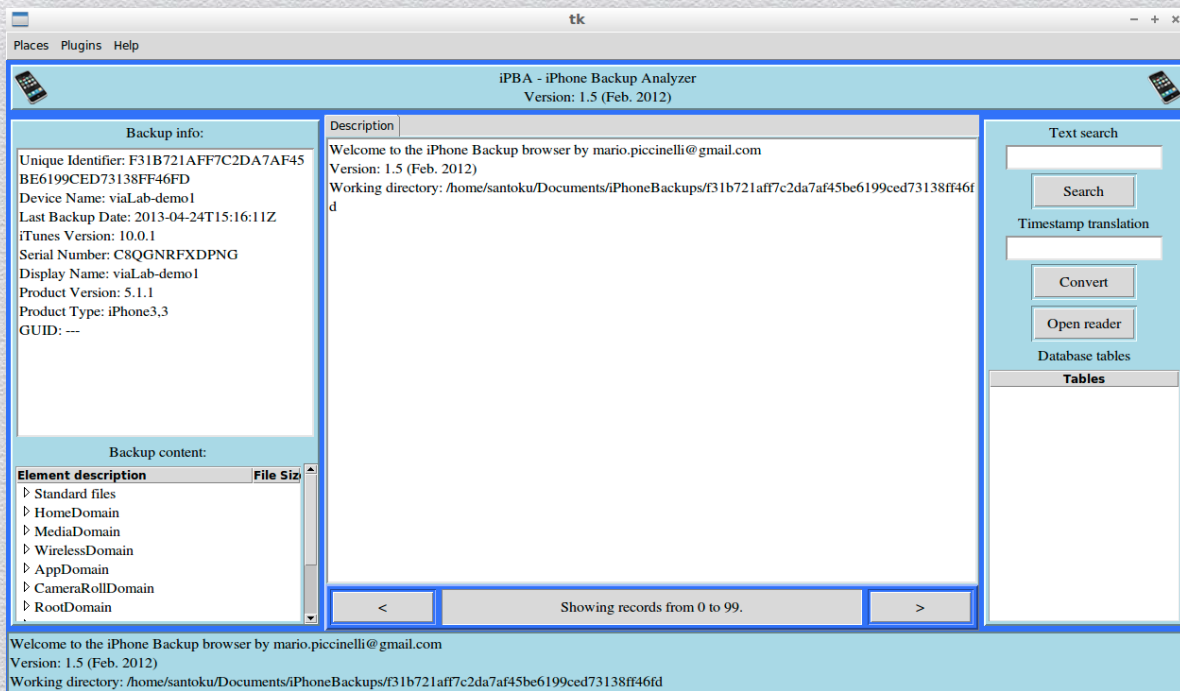 tk
Places Plugins Help
iPBA - iPhone Backup Analyzer
Version: 1.5 (Feb. 2012)
Backup info:
Unique Identifier: F31B721AFF7C2DA7AF45
BE6199CED73138FF46FD
Device Name: viaLab-demo1
Last Backup Date: 2013-04-24T15:16:11Z
iTunes Version: 10.0.1
Serial Number: C8QGNRFXDPNG
Display Name: viaLab-demo1
Product Version: 5.1.1
Product Type: iPhone3,3
GUID: ---
Backup content:
Element description File Siz
Standard files
HomeDomain
MediaDomain
WirelessDomain
AppDomain
CameraRollDomain
RootDomain
Description
Welcome to the iPhone Backup browser by mario.piccinelli@gmail.com
Version: 1.5 (Feb. 2012)
Working directory: /home/santoku/Documents/iPhoneBackups/f31b721aff7c2da7af45be6199ced73138ff46f
d
< Showing records from 0 to 99. >
Text search
Search
Timestamp translation
Convert
Open reader
Database tables
Tables
Welcome to the iPhone Backup browser by mario.piccinelli@gmail.com
Version: 1.5 (Feb. 2012)
Working directory: /home/santoku/Documents/iPhoneBackups/f31b721aff7c2da7af45be6199ced73138ff46fd